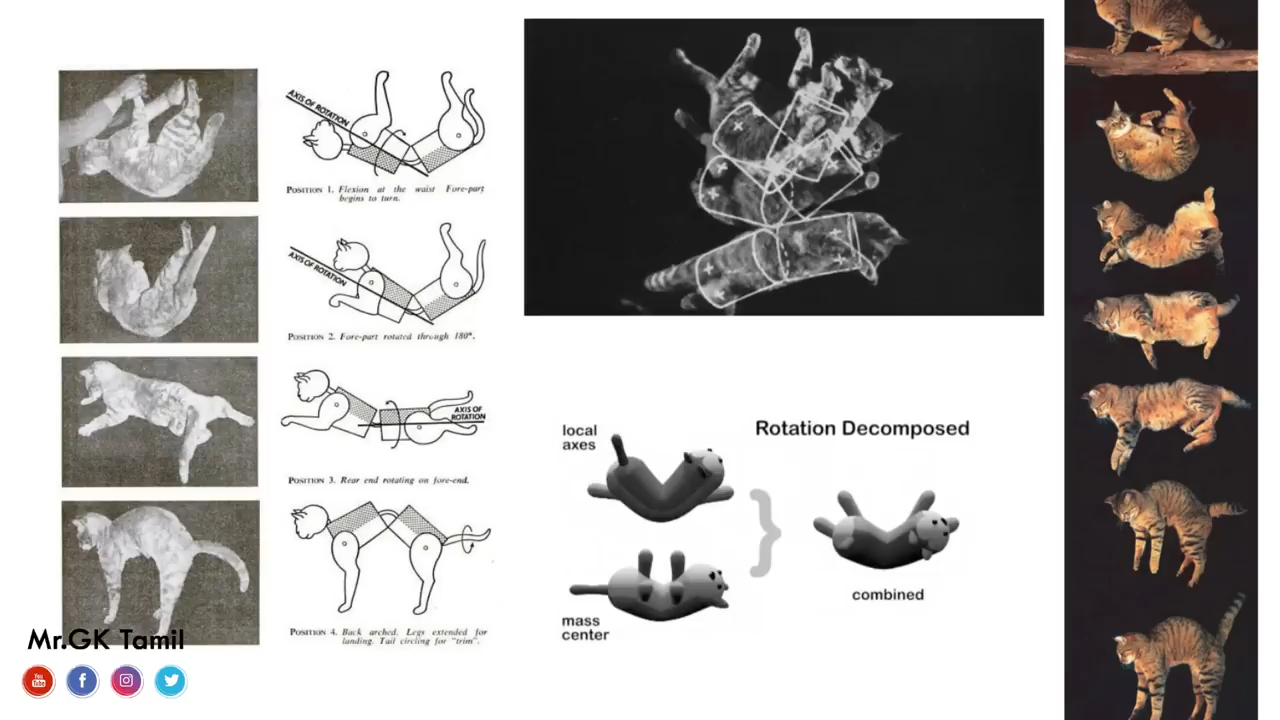 AXIS OF ROTATION
POSITION 1. Flexion at the waist Fore-part
begins to turn.
AXIS OF ROTATION
POSITION 2. Fore-part rotated through 180°.
AXIS OF
ROTATION
POSITION 3. Rear end rotating on fore-end.
POSITION 4. Back arched. Legs extended for
landing. Tail circling for "trim".
local
axes
Rotation Decomposed
mass
center
combined
Mr.GK Tamil
You
Tube